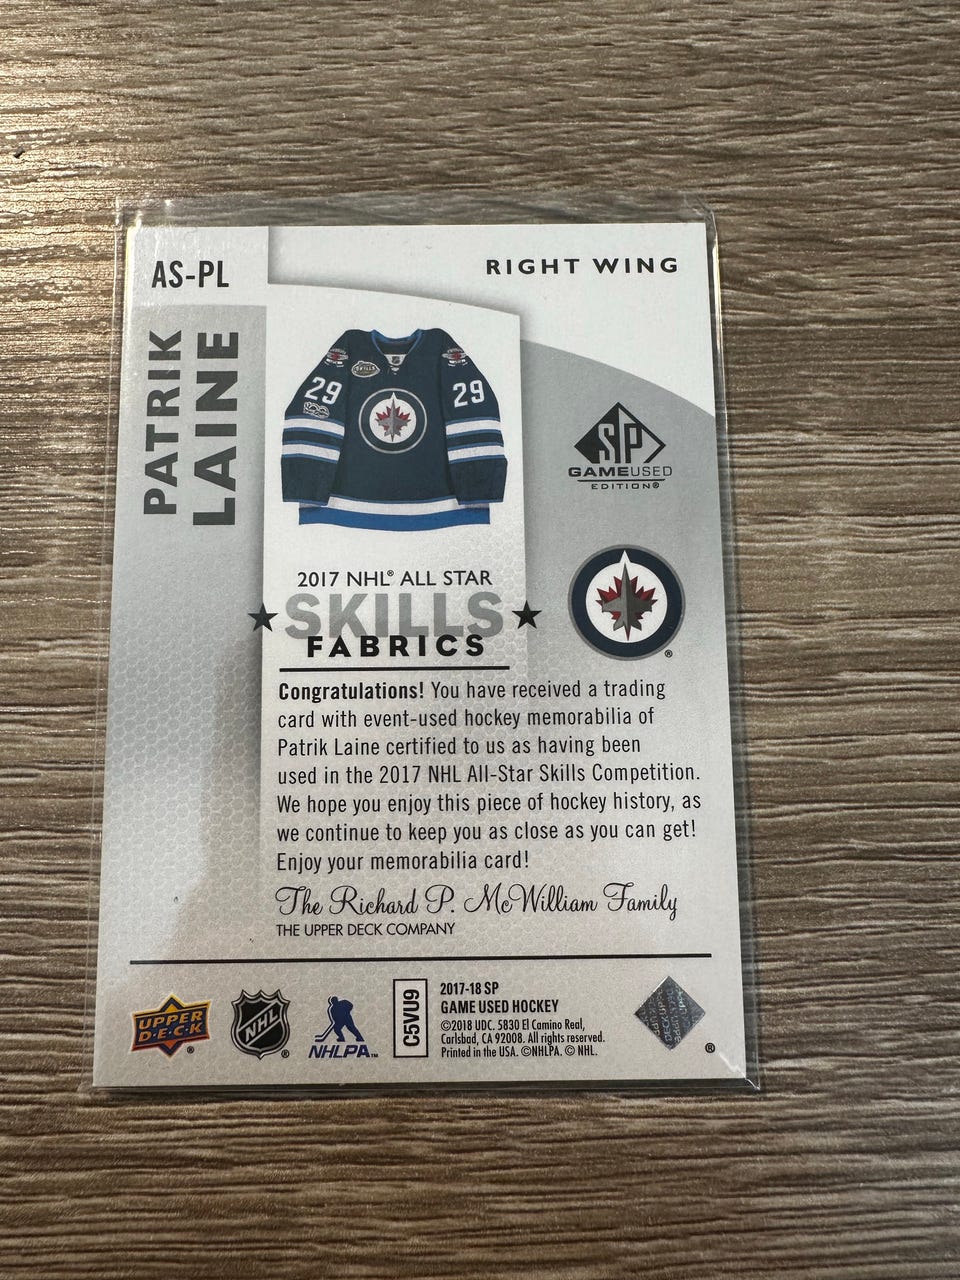 AS-PL
RIGHT WING
PATRIK
LAINE
SKILLS
29
29
SP
GAMEUSED
EDITION®
2017 NHL® ALL STAR
SKILLS
FABRICS
®
Congratulations! You have received a trading
card with event-used hockey memorabilia of
Patrik Laine certified to us as having been
used in the 2017 NHL All-Star Skills Competition.
We hope you enjoy this piece of hockey history, as
we continue to keep you as close as you can get!
Enjoy your memorabilia card!
The Richard P. McWilliam Family
THE UPPER DECK COMPANY
UPPER
D·E·C·K
®
NHL
®
NHLPA™
C5VU9
2017-18 SP
GAME USED HOCKEY
©2018 UDC. 5830 El Camino Real,
Carlsbad, CA 92008. All rights reserved.
Printed in the USA. ©NHLPA. © NHL.
®